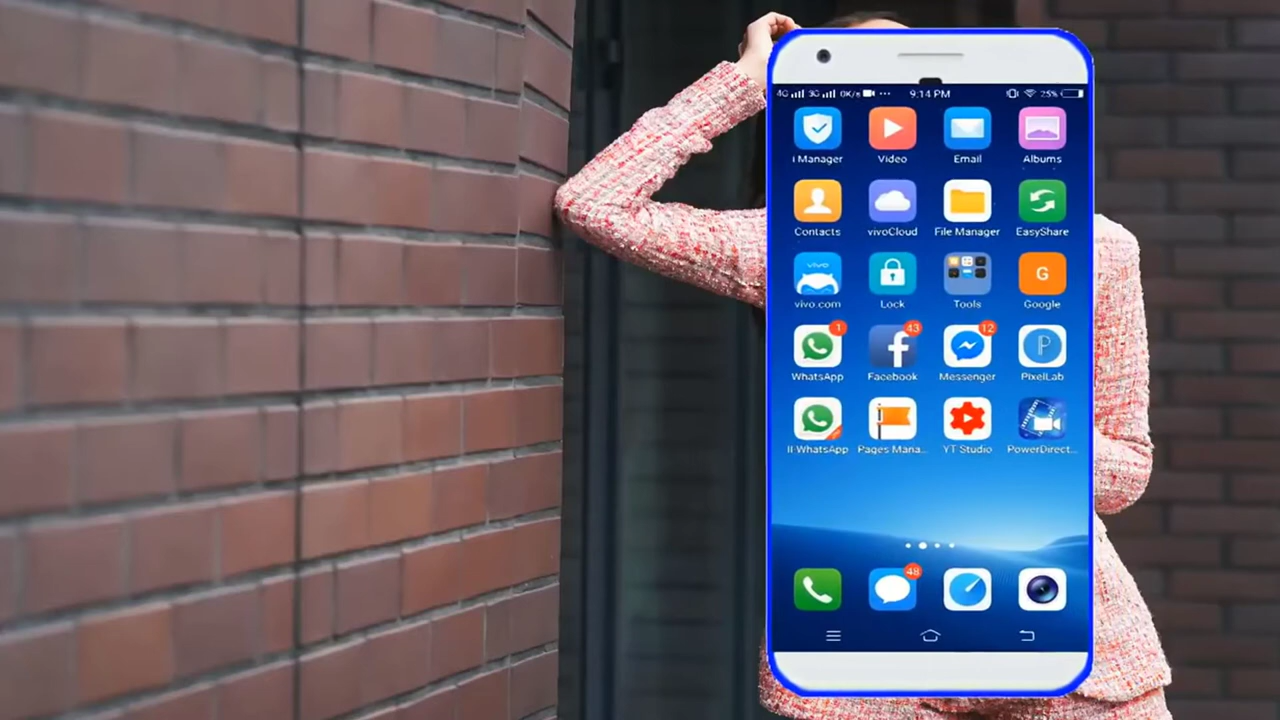 4G 3G 0K/s ... 9:14 PM 25%
i Manager Video Email Albums
Contacts vivoCloud File Manager EasyShare
vivo
vivo.com Lock Tools Google
G
1 43 12
P
WhatsApp Facebook Messenger PixelLab
II·WhatsApp Pages Mana... YT Studio PowerDirect...
48